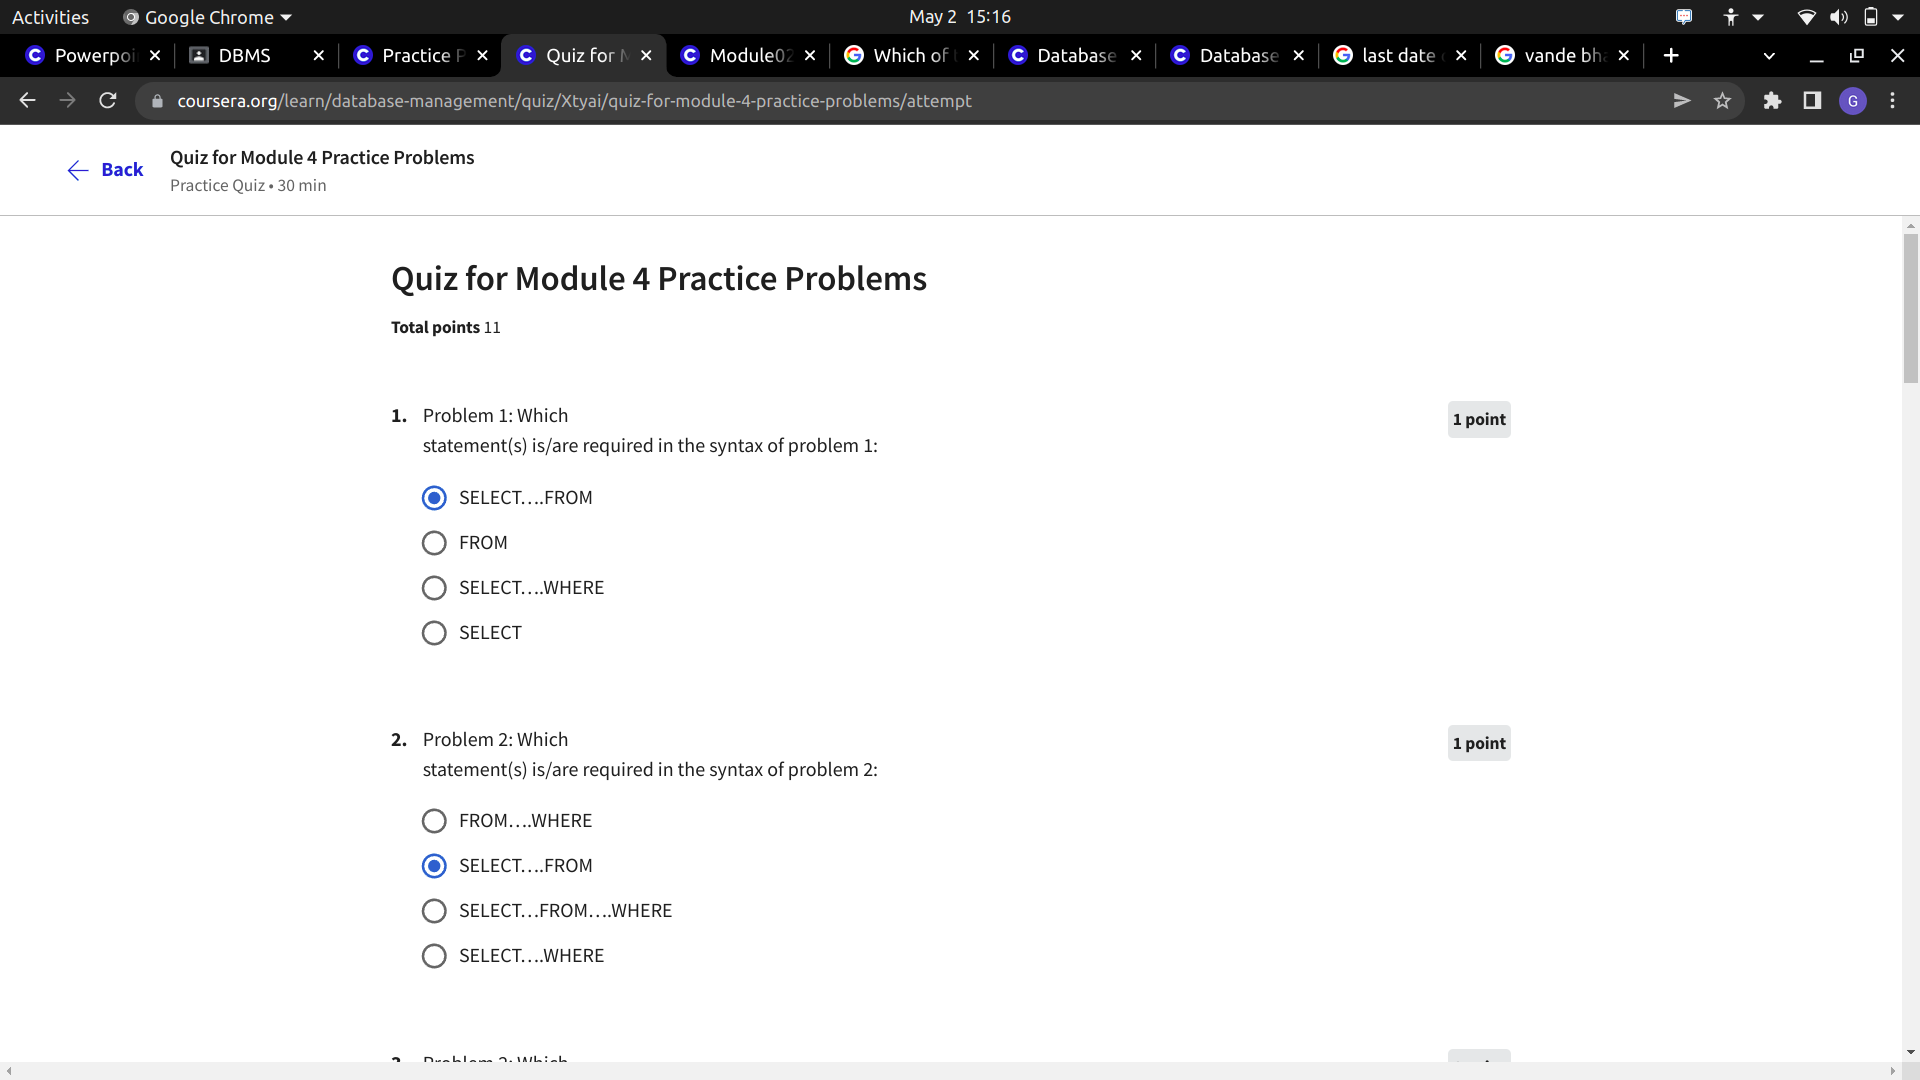 Activities
Google Chrome
May 2 15:16
Powerpoi
DBMS
Practice P
Quiz for M
Module02
Which of t
Database
Database
last date
vande bha
coursera.org/learn/database-management/quiz/Xtyai/quiz-for-module-4-practice-problems/attempt
G
Back
Quiz for Module 4 Practice Problems
Practice Quiz • 30 min
Quiz for Module 4 Practice Problems
Total points 11
1. Problem 1: Which
statement(s) is/are required in the syntax of problem 1:
1 point
SELECT….FROM
FROM
SELECT….WHERE
SELECT
2. Problem 2: Which
statement(s) is/are required in the syntax of problem 2:
1 point
FROM….WHERE
SELECT….FROM
SELECT…FROM….WHERE
SELECT….WHERE
3. Problem 3: Which